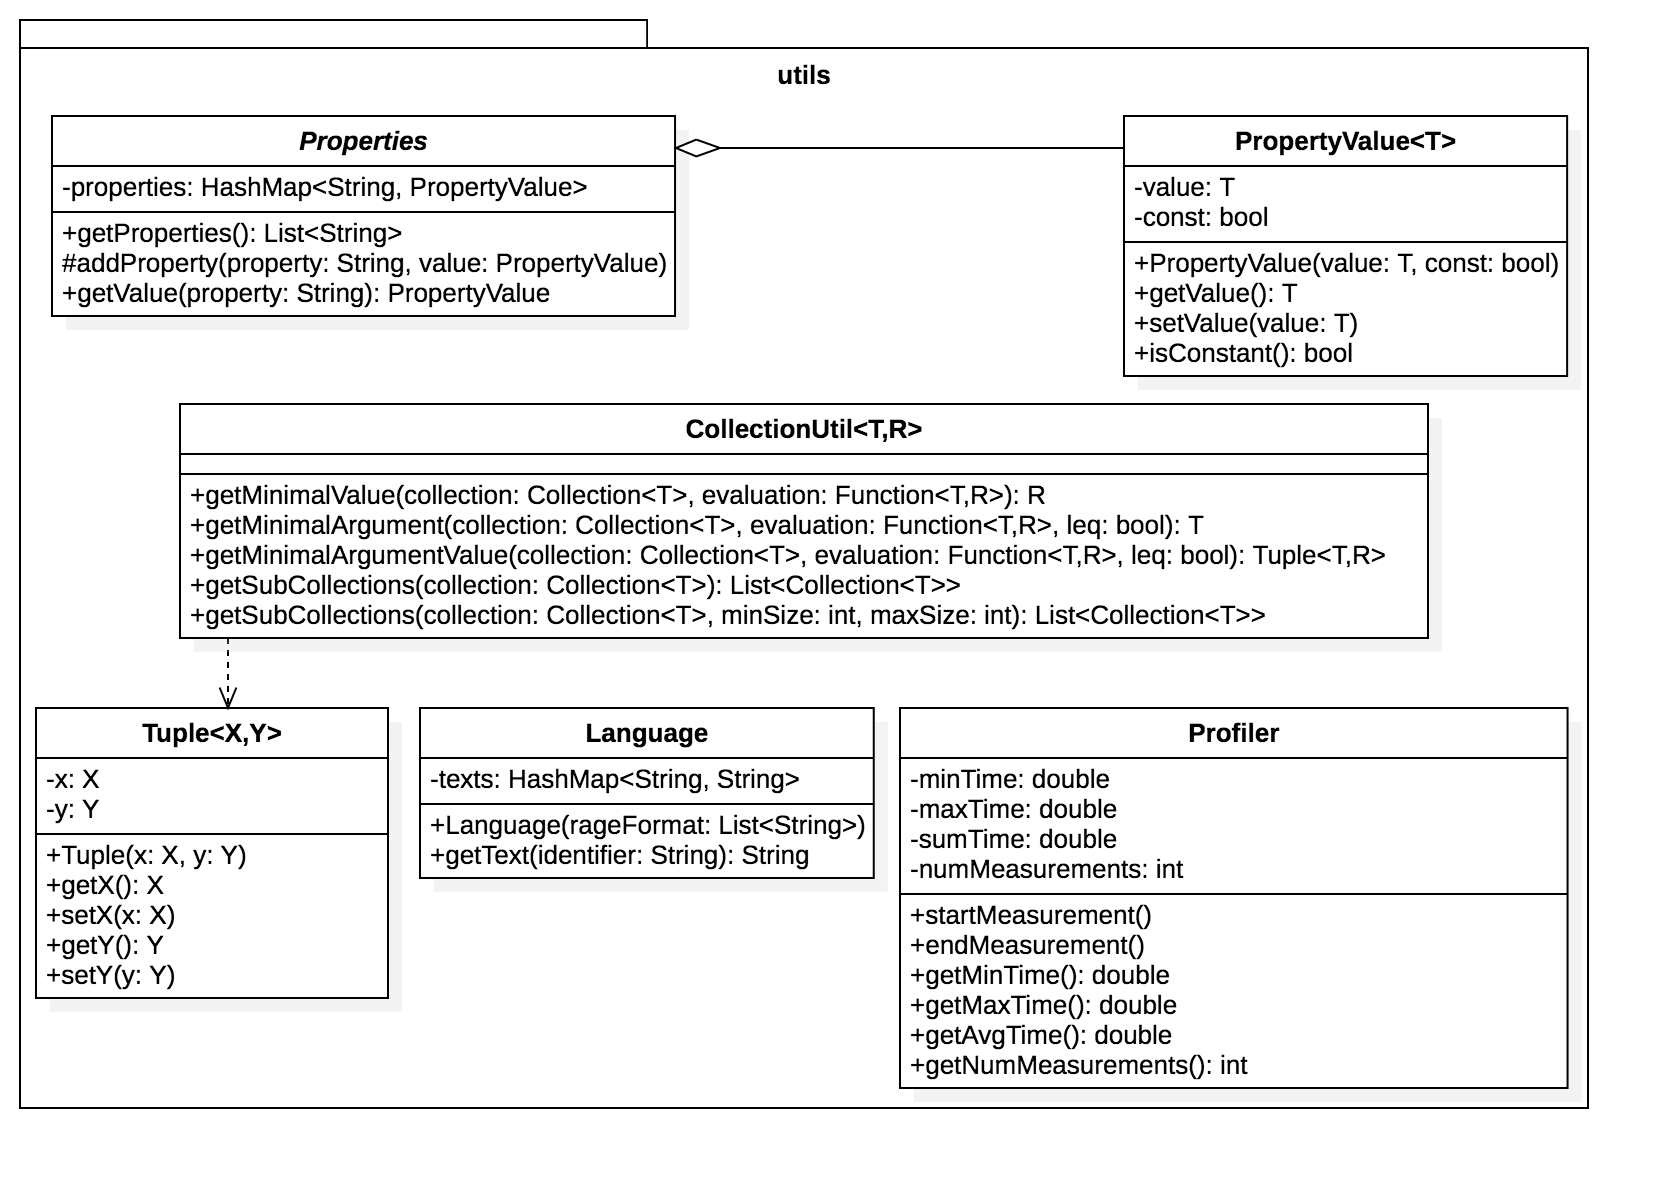 utils
Properties
-properties: HashMap<String, PropertyValue>
+getProperties(): List<String>
#addProperty(property: String, value: PropertyValue)
+getValue(property: String): PropertyValue
PropertyValue<T>
-value: T
-const: bool
+PropertyValue(value: T, const: bool)
+getValue(): T
+setValue(value: T)
+isConstant(): bool
CollectionUtil<T,R>
+getMinimalValue(collection: Collection<T>, evaluation: Function<T,R>): R
+getMinimalArgument(collection: Collection<T>, evaluation: Function<T,R>, leq: bool): T
+getMinimalArgumentValue(collection: Collection<T>, evaluation: Function<T,R>, leq: bool): Tuple<T,R>
+getSubCollections(collection: Collection<T>): List<Collection<T>>
+getSubCollections(collection: Collection<T>, minSize: int, maxSize: int): List<Collection<T>>
Tuple<X,Y>
-x: X
-y: Y
+Tuple(x: X, y: Y)
+getX(): X
+setX(x: X)
+getY(): Y
+setY(y: Y)
Language
-texts: HashMap<String, String>
+Language(rageFormat: List<String>)
+getText(identifier: String): String
Profiler
-minTime: double
-maxTime: double
-sumTime: double
-numMeasurements: int
+startMeasurement()
+endMeasurement()
+getMinTime(): double
+getMaxTime(): double
+getAvgTime(): double
+getNumMeasurements(): int